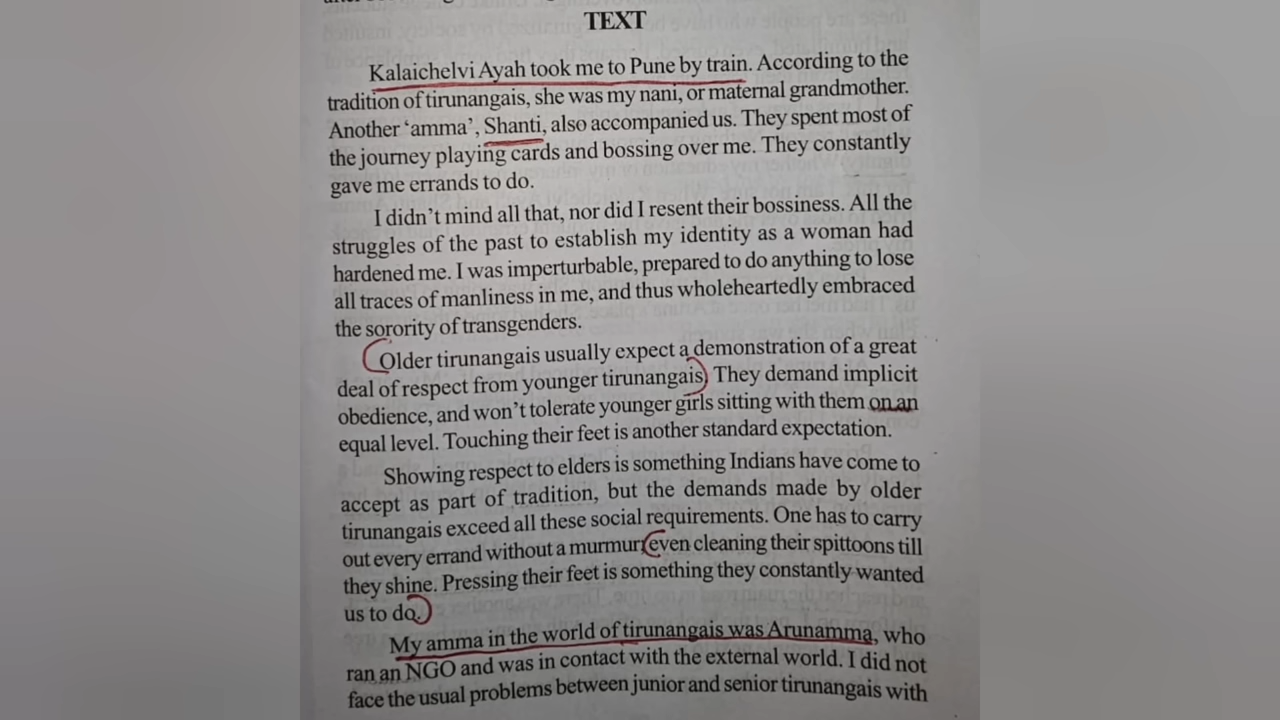 TEXT
Kalaichelvi Ayah took me to Pune by train. According to the
tradition of tirunangais, she was my nani, or maternal grandmother.
Another ‘amma’, Shanti, also accompanied us. They spent most of
the journey playing cards and bossing over me. They constantly
gave me errands to do.
I didn’t mind all that, nor did I resent their bossiness. All the
struggles of the past to establish my identity as a woman had
hardened me. I was imperturbable, prepared to do anything to lose
all traces of manliness in me, and thus wholeheartedly embraced
the sorority of transgenders.
Older tirunangais usually expect a demonstration of a great
deal of respect from younger tirunangais. They demand implicit
obedience, and won’t tolerate younger girls sitting with them on an
equal level. Touching their feet is another standard expectation.
Showing respect to elders is something Indians have come to
accept as part of tradition, but the demands made by older
tirunangais exceed all these social requirements. One has to carry
out every errand without a murmur; even cleaning their spittoons till
they shine. Pressing their feet is something they constantly wanted
us to do.
My amma in the world of tirunangais was Arunamma, who
ran an NGO and was in contact with the external world. I did not
face the usual problems between junior and senior tirunangais with